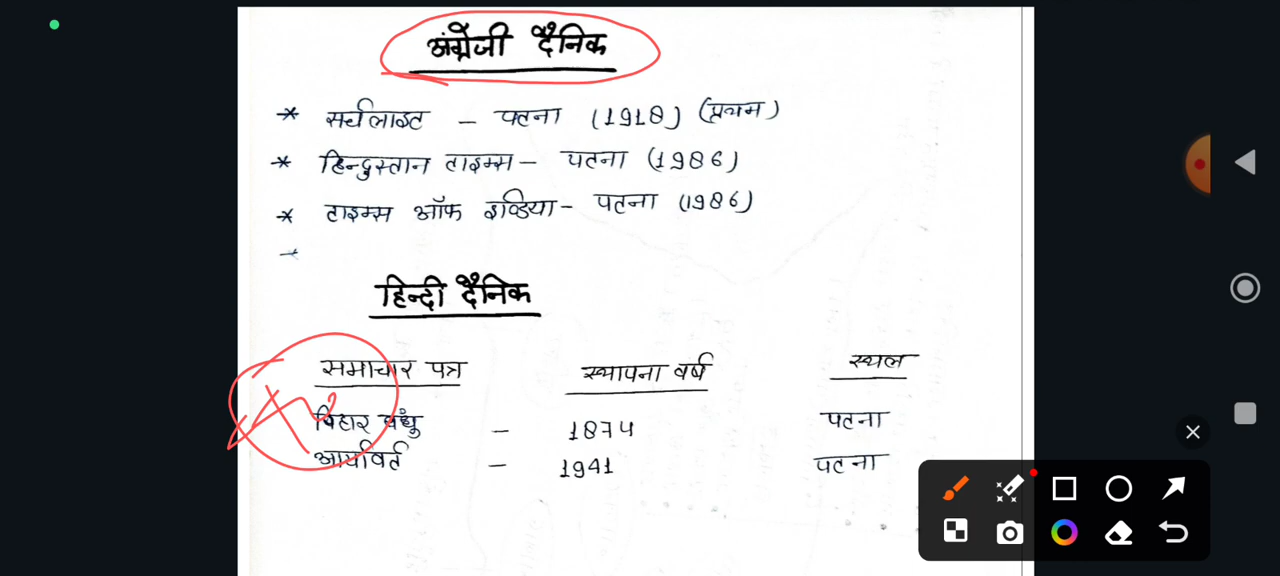 अंग्रेजी दैनिक
* सर्चलाइट - पटना (1918) (प्रथम)
* हिन्दुस्तान टाइम्स - पटना (1986)
* टाइम्स ऑफ इण्डिया - पटना (1986)
हिन्दी दैनिक
समाचार पत्र स्थापना वर्ष स्थल
बिहार बंधु - 1874 पटना
आर्यावर्त - 1941 पटना